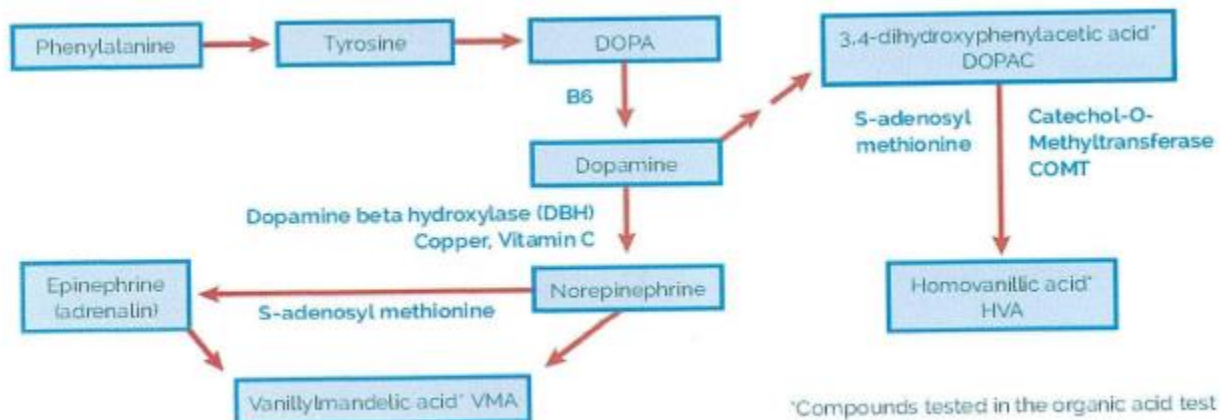 Phenylalanine
Tyrosine
DOPA
3,4-dihydroxyphenylacetic acid*
DOPAC
B6
S-adenosyl
methionine
Catechol-O-
Methyltransferase
COMT
Dopamine
Dopamine beta hydroxylase (DBH)
Copper, Vitamin C
Epinephrine
(adrenalin)
S-adenosyl methionine
Norepinephrine
Homovanillic acid*
HVA
Vanillylmandelic acid* VMA
*Compounds tested in the organic acid test